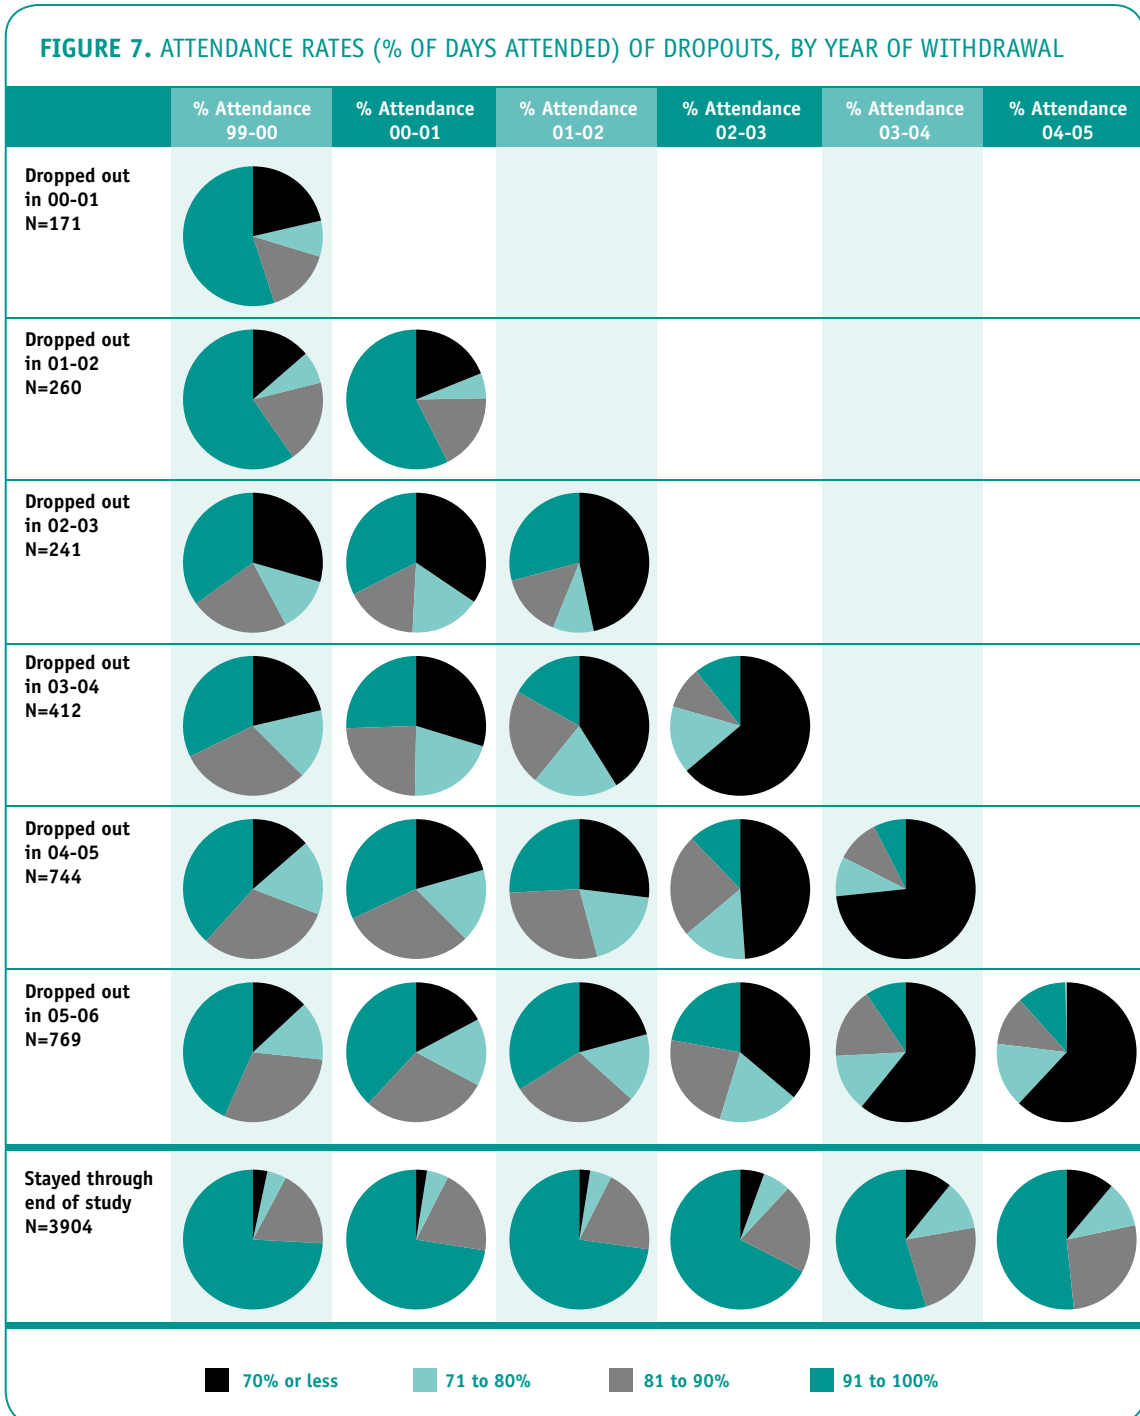 FIGURE 7. ATTENDANCE RATES (% OF DAYS ATTENDED) OF DROPOUTS, BY YEAR OF WITHDRAWAL
% Attendance
99-00
% Attendance
00-01
% Attendance
01-02
% Attendance
02-03
% Attendance
03-04
% Attendance
04-05
Dropped out
in 00-01
N=171
Dropped out
in 01-02
N=260
Dropped out
in 02-03
N=241
Dropped out
in 03-04
N=412
Dropped out
in 04-05
N=744
Dropped out
in 05-06
N=769
Stayed through
end of study
N=3904
70% or less
71 to 80%
81 to 90%
91 to 100%